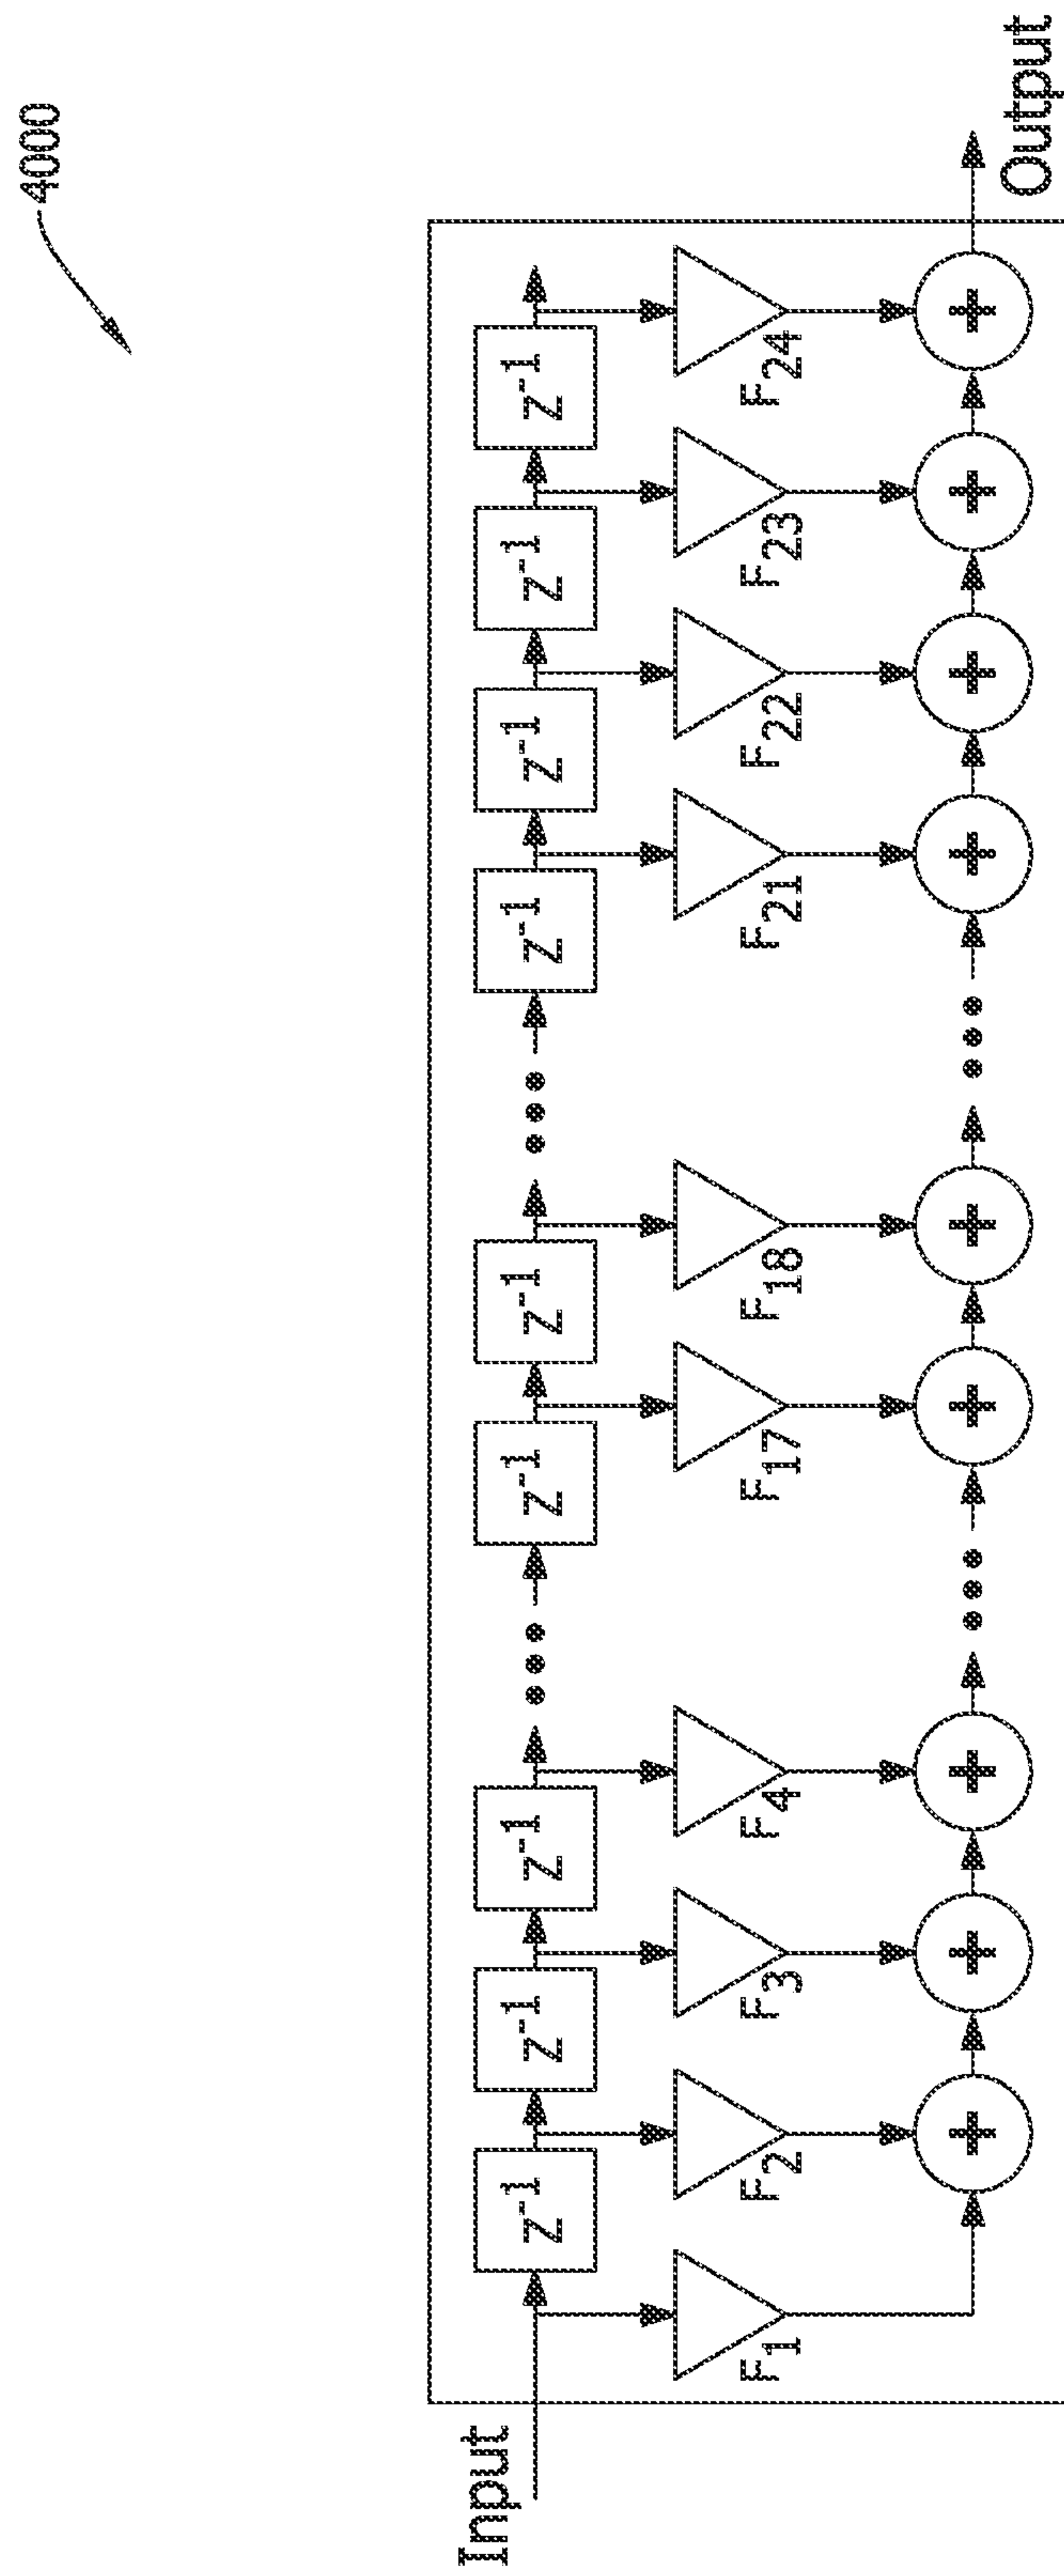 4000
Input
z⁻¹
z⁻¹
z⁻¹
z⁻¹
z⁻¹
z⁻¹
z⁻¹
z⁻¹
z⁻¹
F₁
F₂
F₃
F₄
F₁₇
F₁₈
F₂₁
F₂₂
F₂₃
F₂₄
+
+
+
+
+
+
+
+
+
Output